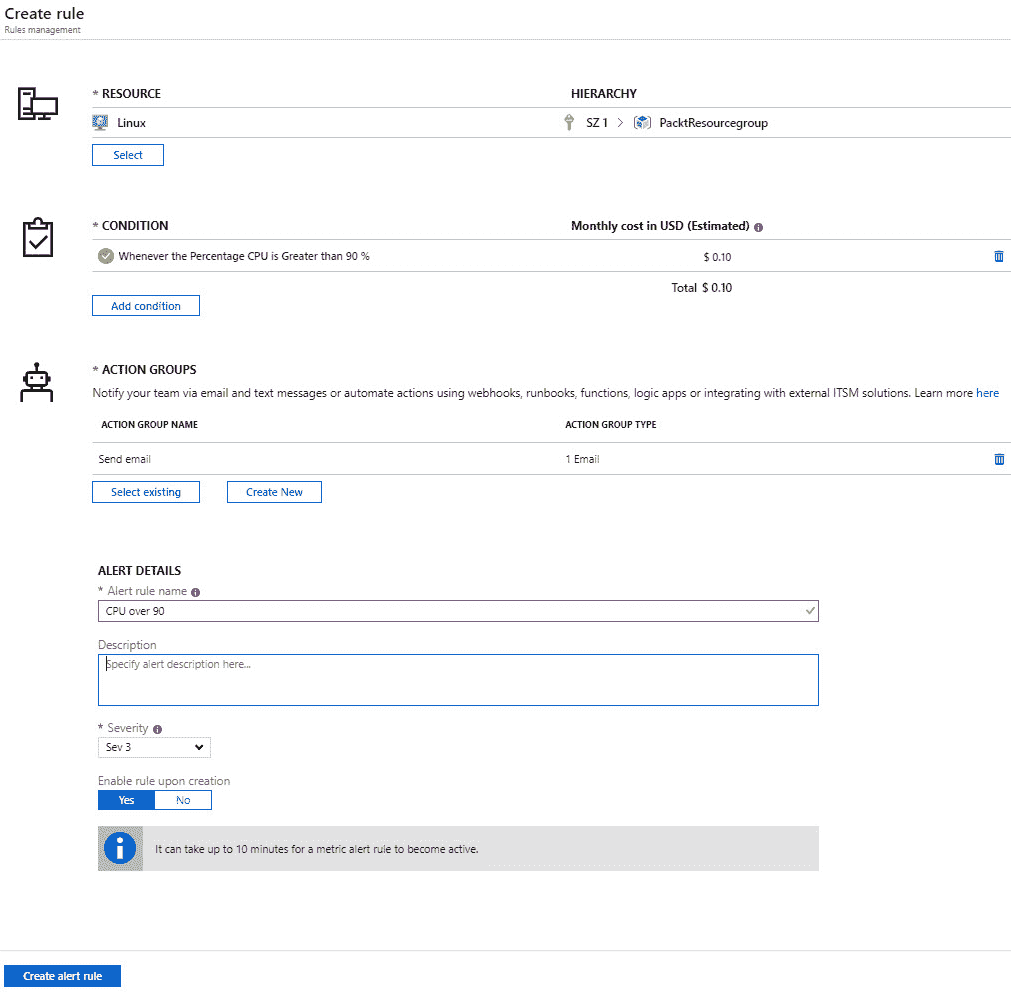 Create rule
Rules management
* RESOURCE HIERARCHY
Linux SZ 1 > PacktResourcegroup
Select
* CONDITION Monthly cost in USD (Estimated)
Whenever the Percentage CPU is Greater than 90 % $ 0.10
Total $ 0.10
Add condition
* ACTION GROUPS
Notify your team via email and text messages or automate actions using webhooks, runbooks, functions, logic apps or integrating with external ITSM solutions. Learn more here
ACTION GROUP NAME ACTION GROUP TYPE
Send email 1 Email
Select existing Create New
ALERT DETAILS
* Alert rule name
CPU over 90
Description
Specify alert description here...
* Severity
Sev 3
Enable rule upon creation
Yes No
It can take up to 10 minutes for a metric alert rule to become active.
Create alert rule